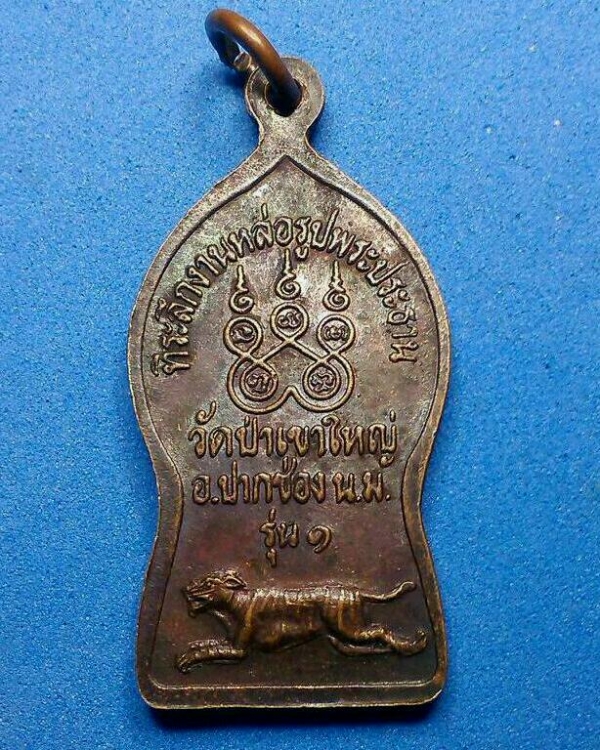 ที่ระลึกงานหล่อรูปพระประธาน
วัดป่าเขาใหญ่
อ.ปากช่อง น.ม.
รุ่น ๑